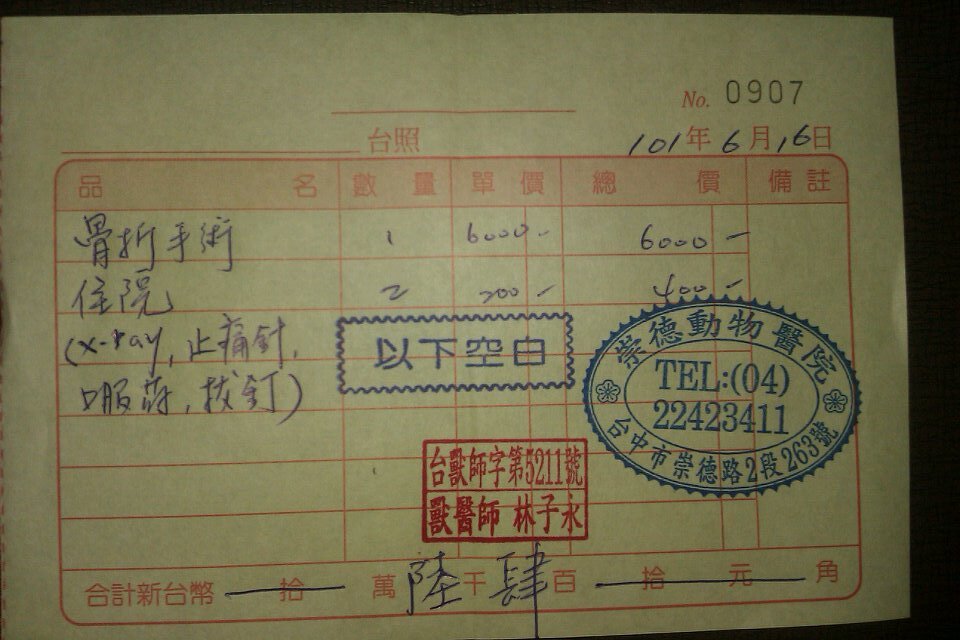 No. 0907
台照 101年6月16日
品名 數量 單價 總價 備註
骨折手術 1 6000.- 6000 -
住院 2 200 - 400 -
(x-ray, 止痛針,
口服葯, 拔釘)
以下空白
崇德動物醫院
TEL:(04)
22423411
台中市崇德路2段263號
台獸師字第5211號
獸醫師 林子永
合計新台幣 拾 萬 陸 千 肆 百 拾 元 角